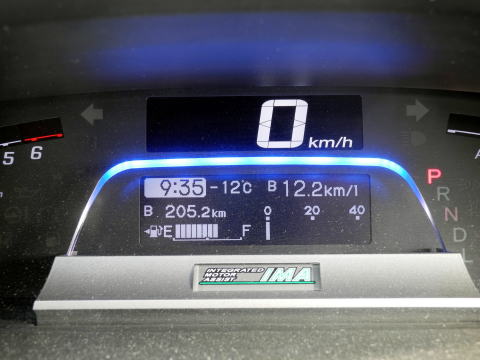 0 km/h
5 6
9:35 -12°C B 12.2km/l
B 205.2km
0 20 40
E F
P
R
N
D
L
A
INTEGRATED
MOTOR
ASSIST
IMA